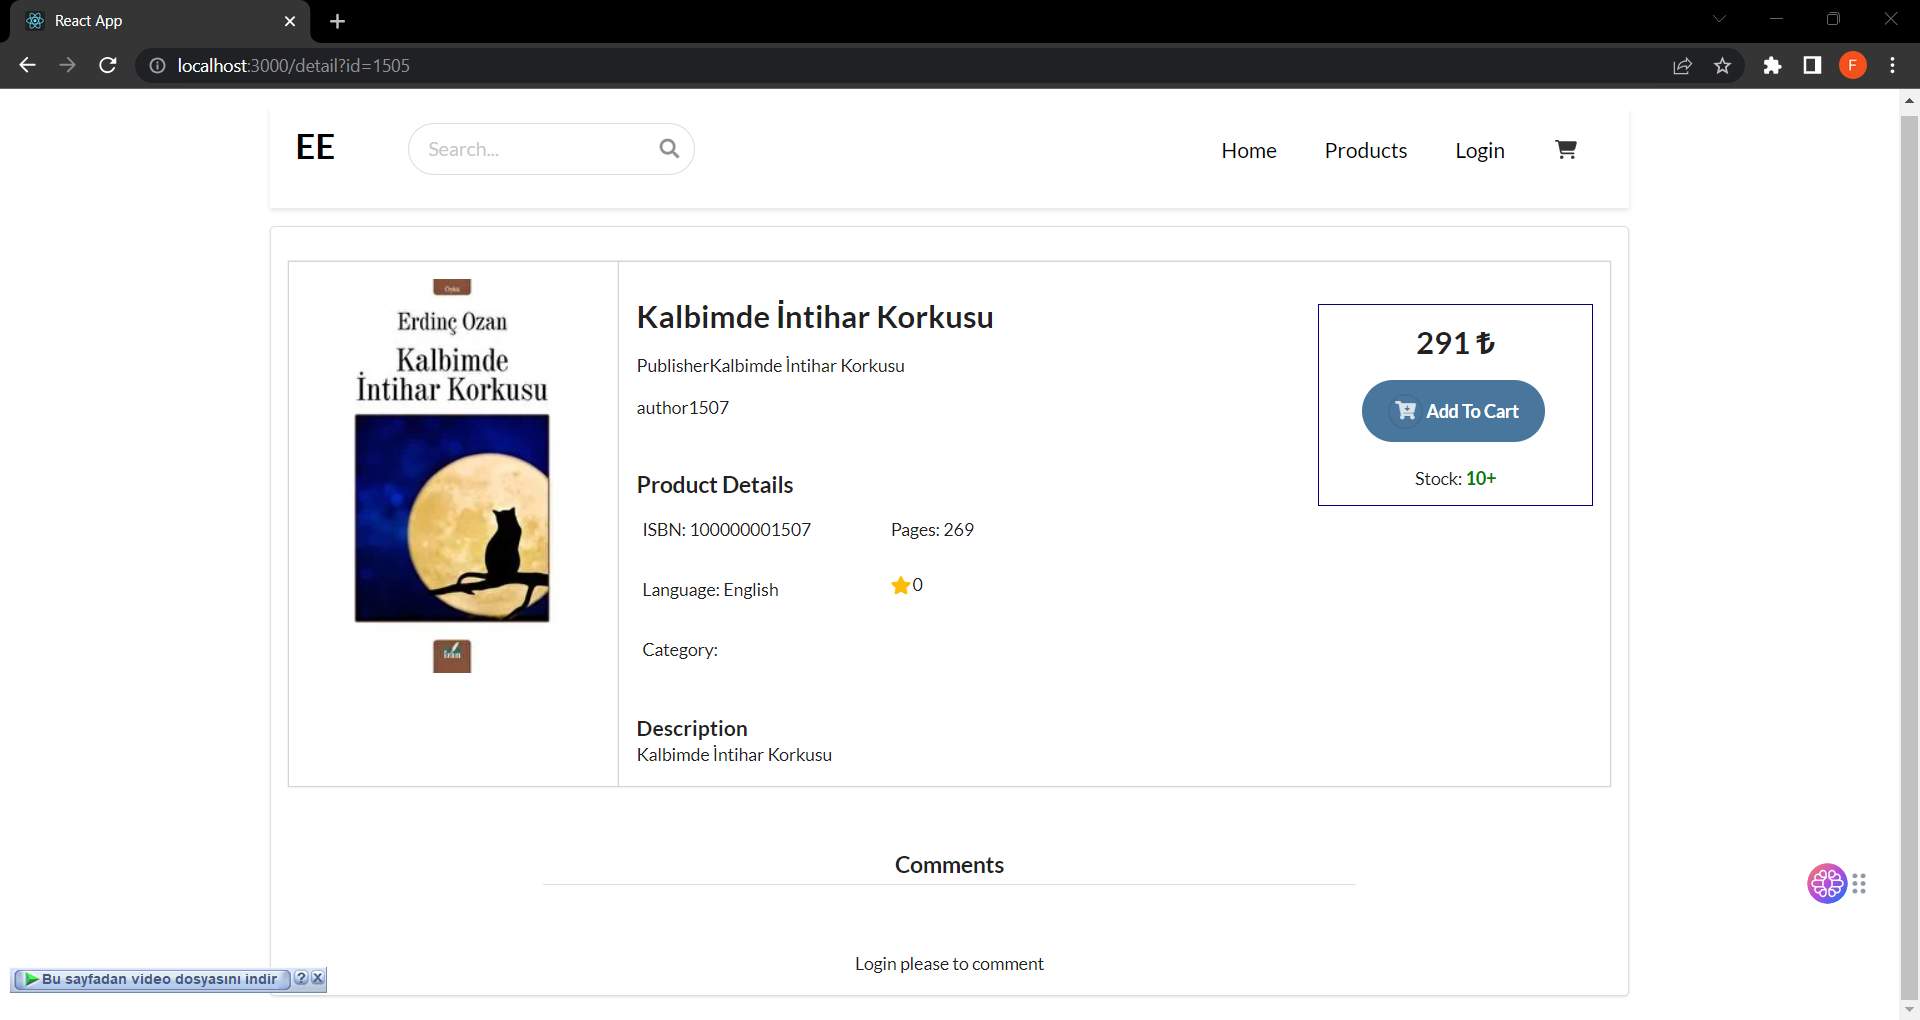 React App
localhost:3000/detail?id=1505
F
EE
Search...
Home
Products
Login
Öykü
Erdinç Ozan
Kalbimde
İntihar Korkusu
Kalbimde İntihar Korkusu
PublisherKalbimde İntihar Korkusu
author1507
291 ₺
Add To Cart
Stock: 10+
Product Details
ISBN: 100000001507
Pages: 269
Language: English
0
Category:
Description
Kalbimde İntihar Korkusu
Comments
Login please to comment
Bu sayfadan video dosyasını indir